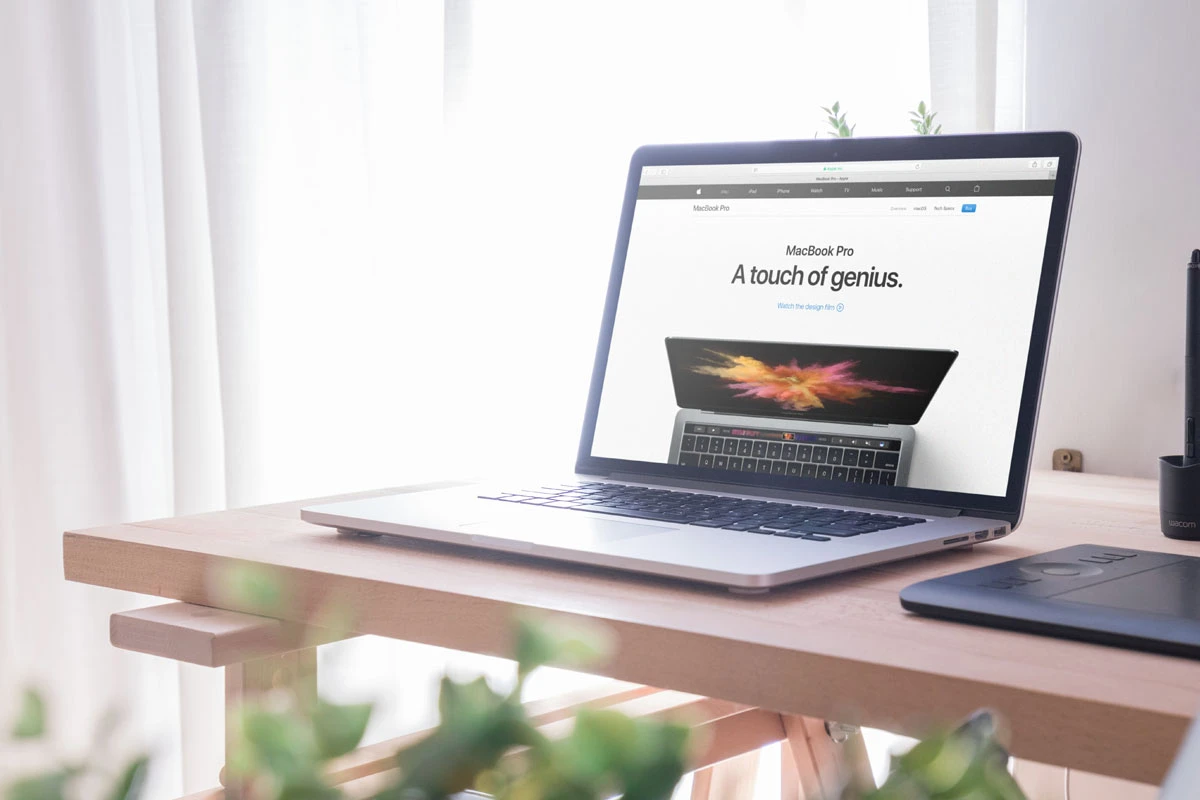 MacBook Pro - Apple
Mac iPad iPhone Watch TV Music Support
MacBook Pro Overview macOS Tech Specs Buy
MacBook Pro
A touch of genius.
Watch the design film
wacom